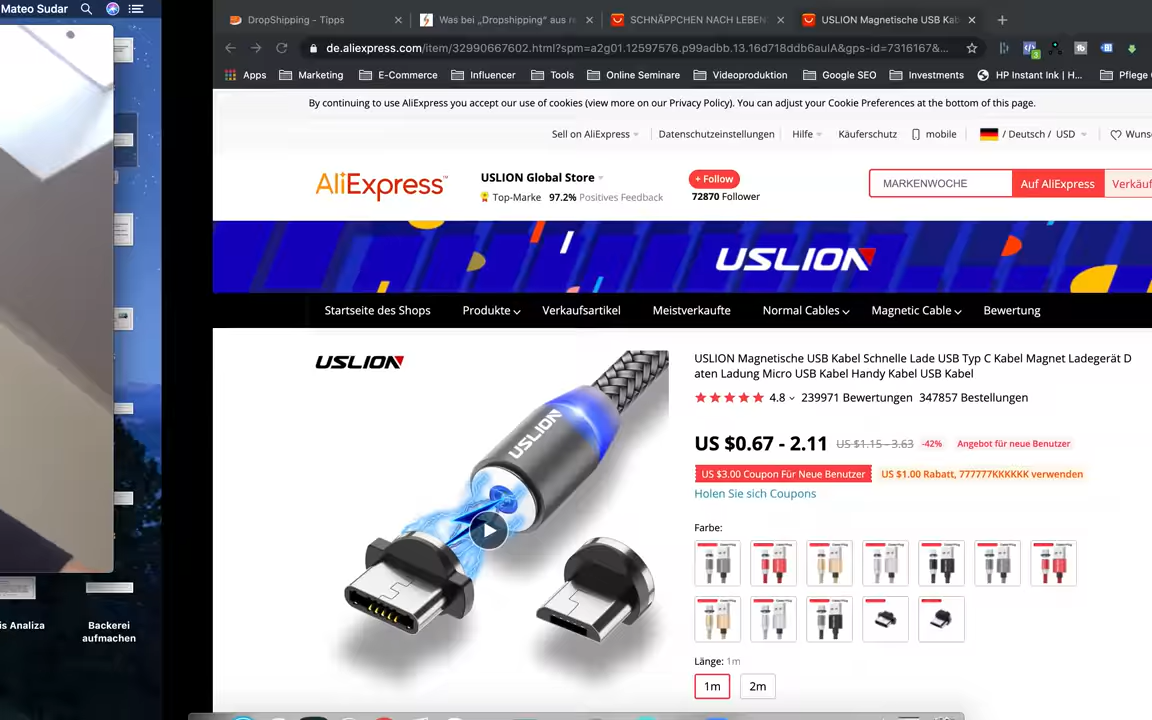 Mateo Sudar
DropShipping - Tipps
Was bei „Dropshipping“ aus re
SCHNÄPPCHEN NACH LEBEN
USLION Magnetische USB Kab
de.aliexpress.com/item/32990667602.html?spm=a2g01.12597576.p99adbb.13.16d718ddb6auIA&gps-id=7316167&...
Apps
Marketing
E-Commerce
Influencer
Tools
Online Seminare
Videoproduktion
Google SEO
Investments
HP Instant Ink | H...
Pflege
By continuing to use AliExpress you accept our use of cookies (view more on our Privacy Policy). You can adjust your Cookie Preferences at the bottom of this page.
Sell on AliExpress
Datenschutzeinstellungen
Hilfe
Käuferschutz
mobile
/ Deutsch / USD
Wuns
AliExpress™
USLION Global Store
Top-Marke 97.2% Positives Feedback
+ Follow
72870 Follower
MARKENWOCHE
Auf AliExpress
Verkäuf
USLION
Startseite des Shops
Produkte
Verkaufsartikel
Meistverkaufte
Normal Cables
Magnetic Cable
Bewertung
USLION
USLION
USLION Magnetische USB Kabel Schnelle Lade USB Typ C Kabel Magnet Ladegerät D
aten Ladung Micro USB Kabel Handy Kabel USB Kabel
4.8 239971 Bewertungen 347857 Bestellungen
US $0.67 - 2.11 US $1.15 - 3.63 -42% Angebot für neue Benutzer
US $3.00 Coupon Für Neue Benutzer US $1.00 Rabatt, 777777KKKKKK verwenden
Holen Sie sich Coupons
Farbe:
Länge: 1m
1m
2m
is Analiza
Backerei
aufmachen